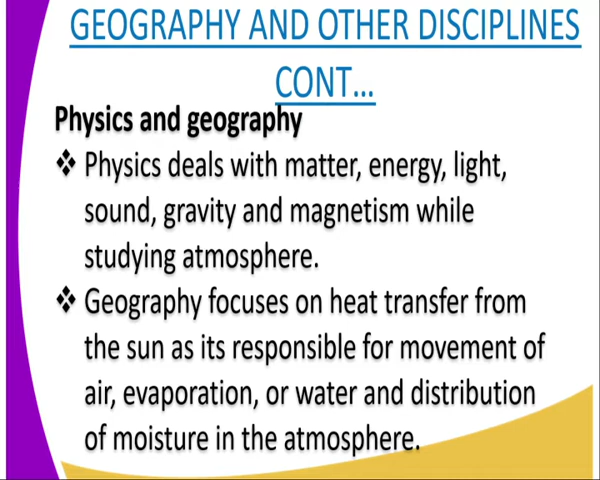 GEOGRAPHY AND OTHER DISCIPLINES
CONT...
Physics and geography
❖ Physics deals with matter, energy, light,
sound, gravity and magnetism while
studying atmosphere.
❖ Geography focuses on heat transfer from
the sun as its responsible for movement of
air, evaporation, or water and distribution
of moisture in the atmosphere.